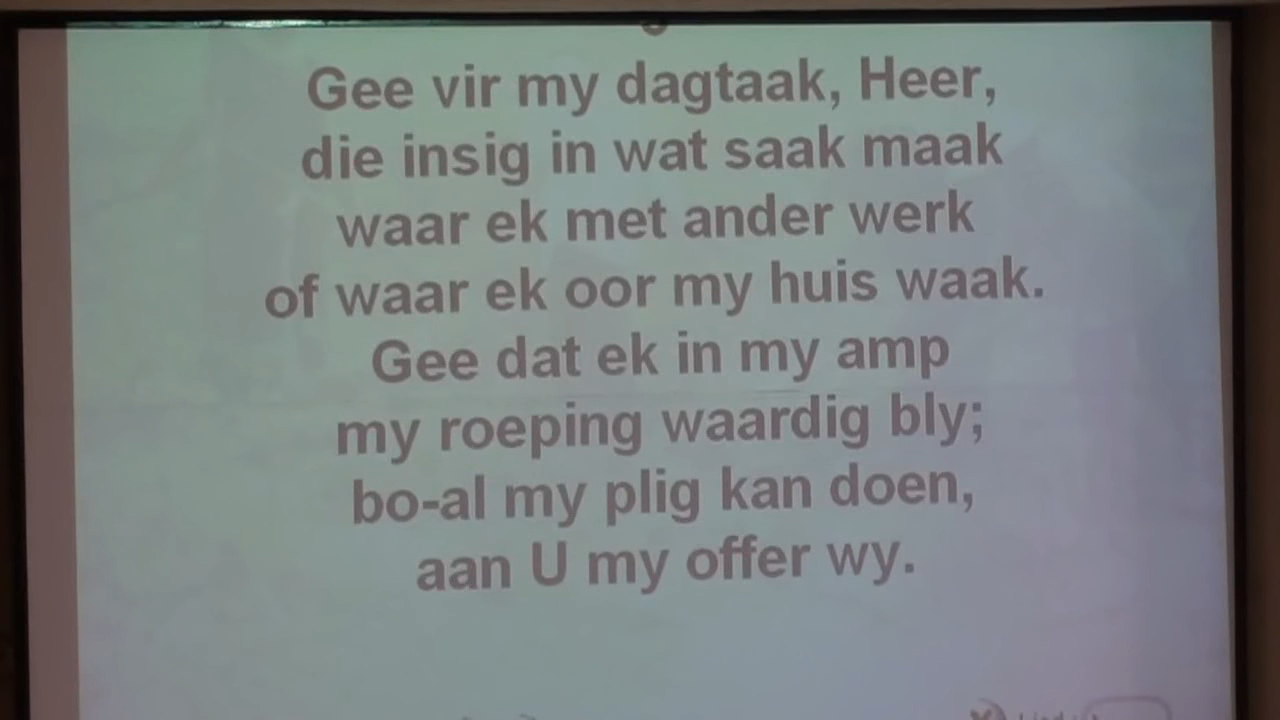 Gee vir my dagtaak, Heer,
die insig in wat saak maak
waar ek met ander werk
of waar ek oor my huis waak.
Gee dat ek in my amp
my roeping waardig bly;
bo-al my plig kan doen,
aan U my offer wy.